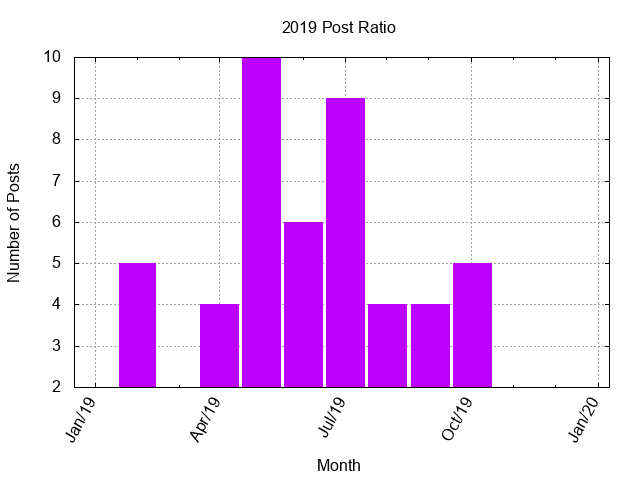 2019 Post Ratio
10
9
8
7
6
5
4
3
2
Number of Posts
Jan/19
Apr/19
Jul/19
Oct/19
Jan/20
Month